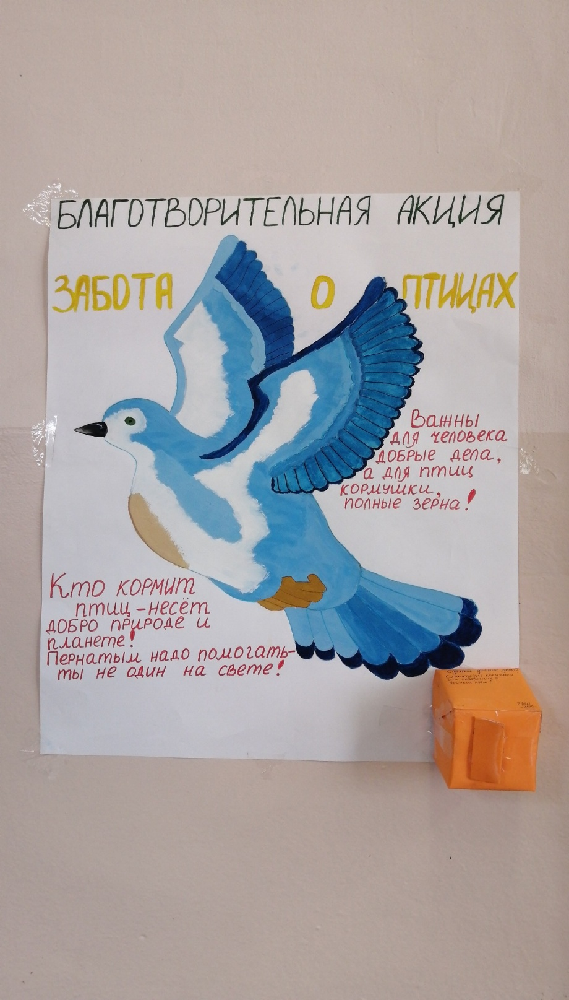 БЛАГОТВОРИТЕЛЬНАЯ АКЦИЯ
ЗАБОТА О ПТИЦАХ
Важны
для человека
добрые дела,
а для птиц
кормушки,
полные зерна!
Кто кормит
птиц – несёт
добро природе и
планете!
Пернатым надо помогать–
ты не один на свете!